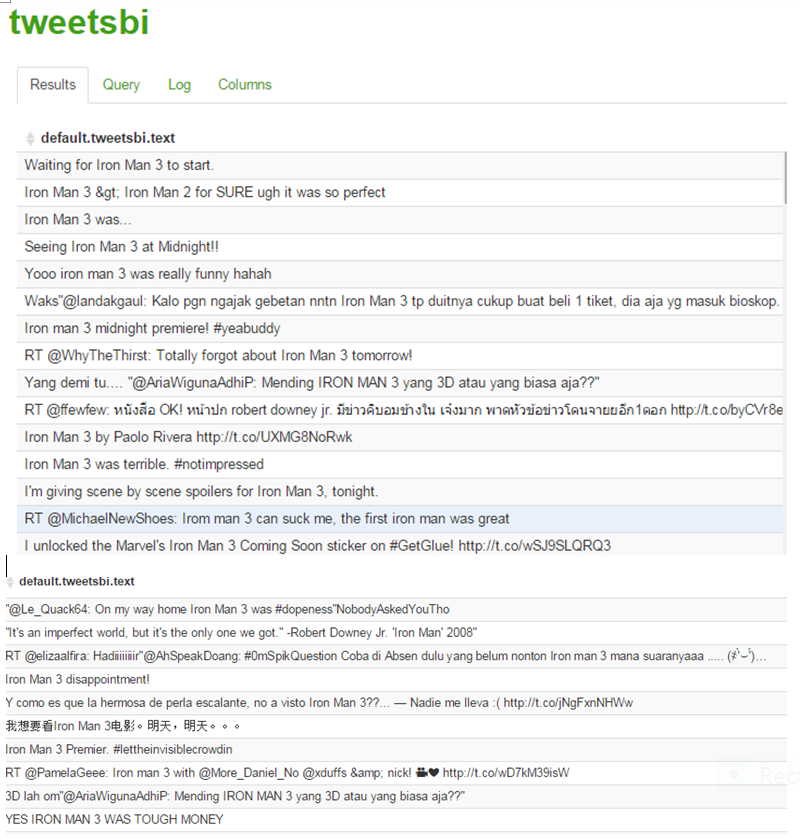 tweetsbi
Results Query Log Columns
default.tweetsbi.text
Waiting for Iron Man 3 to start.
Iron Man 3 &gt; Iron Man 2 for SURE ugh it was so perfect
Iron Man 3 was...
Seeing Iron Man 3 at Midnight!!
Yooo iron man 3 was really funny hahah
Waks"@landakgaul: Kalo pgn ngajak gebetan nntn Iron Man 3 tp duitnya cukup buat beli 1 tiket, dia aja yg masuk bioskop.
Iron man 3 midnight premiere! #yeabuddy
RT @WhyTheThirst: Totally forgot about Iron Man 3 tomorrow!
Yang demi tu.... "@AriaWigunaAdhiP: Mending IRON MAN 3 yang 3D atau yang biasa aja??"
RT @ffewfew: หนังสือ OK! หน้าปก robert downey jr. มีข่าวคิบอมข้างใน เจ๋งมาก พาดหัวข้อข่าวโดนจายยอีก1ดอก http://t.co/byCVr8e
Iron Man 3 by Paolo Rivera http://t.co/UXMG8NoRwk
Iron Man 3 was terrible. #notimpressed
I'm giving scene by scene spoilers for Iron Man 3, tonight.
RT @MichaelNewShoes: Irom man 3 can suck me, the first iron man was great
I unlocked the Marvel's Iron Man 3 Coming Soon sticker on #GetGlue! http://t.co/wSJ9SLQRQ3
default.tweetsbi.text
"@Le_Quack64: On my way home Iron Man 3 was #dopeness"NobodyAskedYouTho
"It's an imperfect world, but it's the only one we got." -Robert Downey Jr. 'Iron Man' 2008"
RT @elizaalfira: Hadiiiiiiir"@AhSpeakDoang: #0mSpikQuestion Coba di Absen dulu yang belum nonton Iron man 3 mana suaranyaaa .....
Iron Man 3 disappointment!
Y como es que la hermosa de perla escalante, no a visto Iron Man 3??... — Nadie me lleva :( http://t.co/jNgFxnNHWw
我想要看Iron Man 3电影。明天，明天。。。
Iron Man 3 Premier. #lettheinvisiblecrowdin
RT @PamelaGeee: Iron man 3 with @More_Daniel_No @xduffs &amp; nick! 🎥❤ http://t.co/wD7kM39isW
3D lah om"@AriaWigunaAdhiP: Mending IRON MAN 3 yang 3D atau yang biasa aja??"
YES IRON MAN 3 WAS TOUGH MONEY